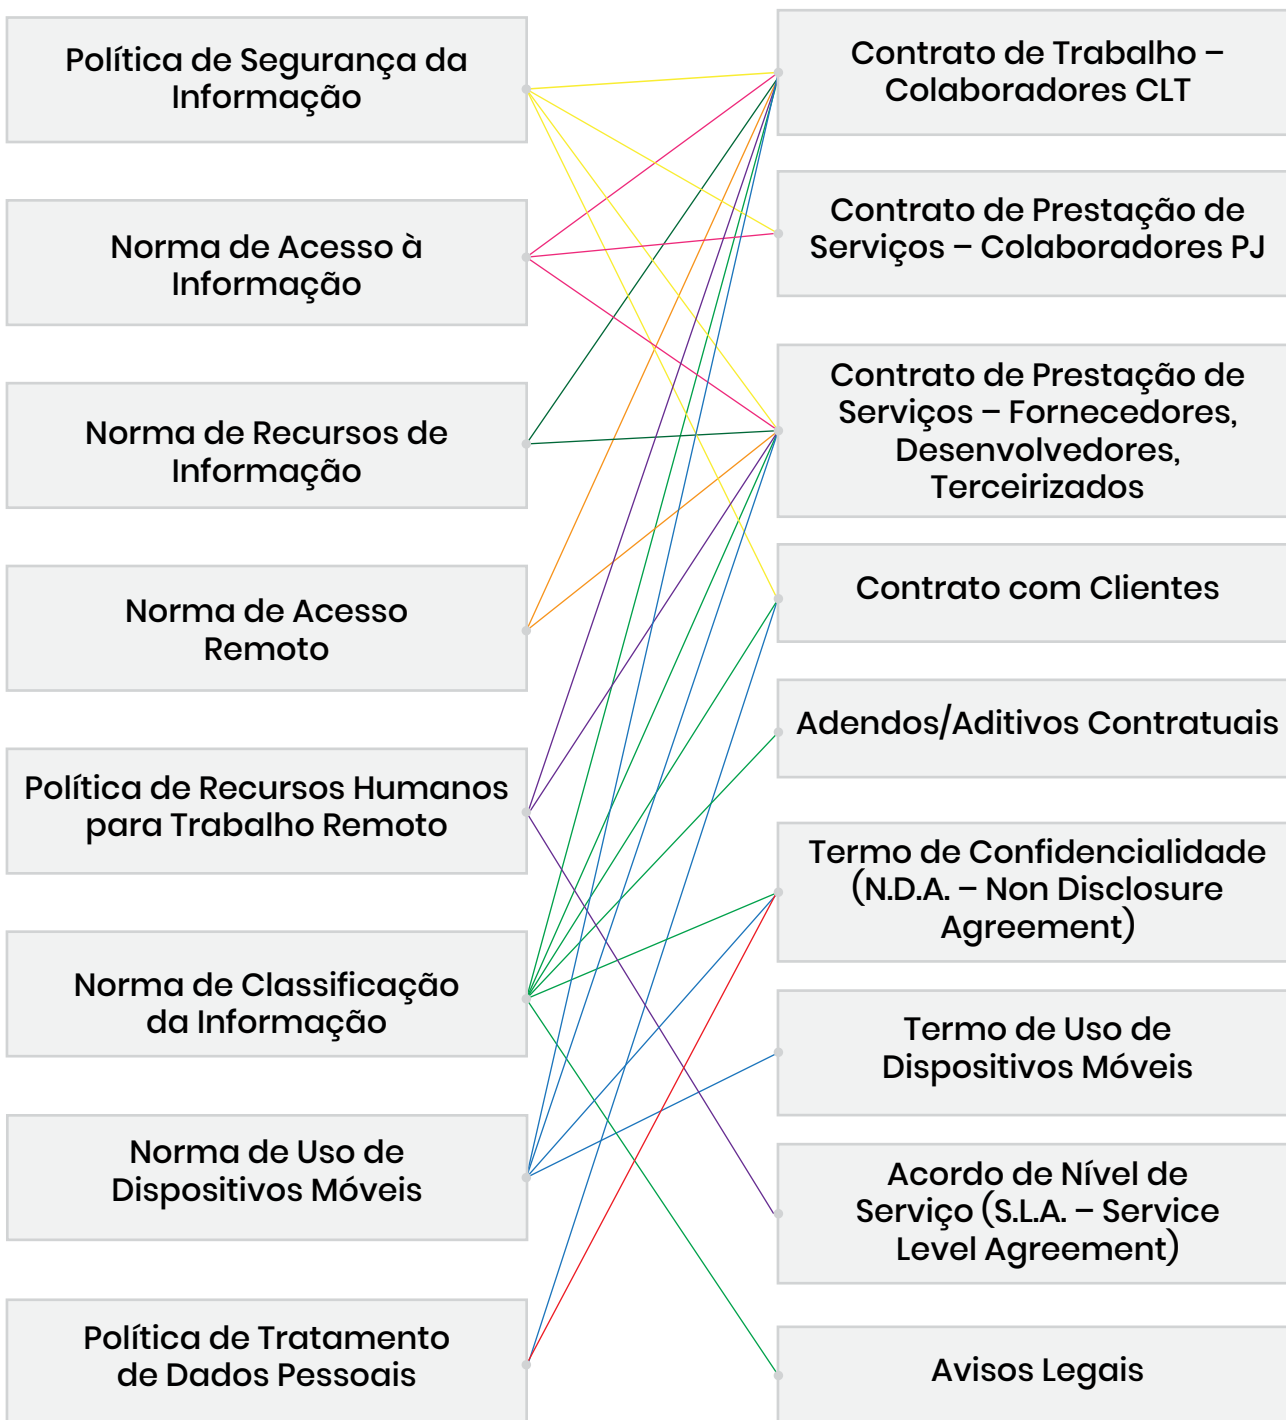 Política de Segurança da
Informação
Norma de Acesso à
Informação
Norma de Recursos de
Informação
Norma de Acesso
Remoto
Política de Recursos Humanos
para Trabalho Remoto
Norma de Classificação
da Informação
Norma de Uso de
Dispositivos Móveis
Política de Tratamento
de Dados Pessoais
Contrato de Trabalho –
Colaboradores CLT
Contrato de Prestação de
Serviços – Colaboradores PJ
Contrato de Prestação de
Serviços – Fornecedores,
Desenvolvedores,
Terceirizados
Contrato com Clientes
Adendos/Aditivos Contratuais
Termo de Confidencialidade
(N.D.A. – Non Disclosure
Agreement)
Termo de Uso de
Dispositivos Móveis
Acordo de Nível de
Serviço (S.L.A. – Service
Level Agreement)
Avisos Legais